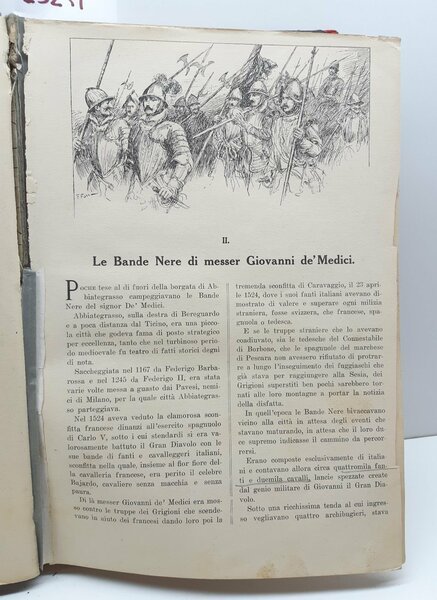 II.
Le Bande Nere di messer Giovanni de' Medici.
POCHE tese al di fuori della borgata di Ab-
biategrasso campeggiavano le Bande
Nere del signor De' Medici.
Abbiategrasso, sulla destra di Bereguardo
e a poca distanza dal Ticino, era una picco-
la città che godeva fama di posto strategico
per eccellenza, tanto che nel turbinoso periodo
medioevale fu teatro di fatti storici degni
di nota.
Saccheggiata nel 1167 da Federigo Barba-
rossa e nel 1245 da Federigo II, era stata
varie volte messa a guasto dai Pavesi, nemi-
ci di Milano, per la quale città Abbiategras-
so parteggiava.
Nel 1524 aveva veduto la clamorosa sconfitta
francese dinanzi all'esercito spagnuolo
di Carlo V, sotto i cui stendardi si era va-
lorosamente battuto il Gran Diavolo con le
sue bande di fanti e cavalleggeri italiani,
sconfitta nella quale, insieme al fior fiore del-
la cavalleria francese, era perito il celebre
Bajardo, cavaliere senza macchia e senza
paura.
Di là messer Giovanni de' Medici era mos-
so contro le truppe dei Grigioni che scende-
vano in aiuto dei francesi dando loro poi la
tremenda sconfitta di Caravaggio, il 23 apri-
le 1524, dove i suoi fanti italiani avevano di-
mostrato di valere e superare ogni milizia
straniera, fosse svizzera, che francese, spa-
gnuola o tedesca.
E se le truppe straniere che lo avevano
coadiuvato, sia le tedesche del Connestabile
di Borbone, che le spagnuole del marchese
di Pescara non avessero rifiutato di protrar-
re a lungo l'inseguimento dei fuggiaschi che
già stava per raggiungere alla Sesia, dei
Grigioni superstiti ben pochi sarebbero tor-
nati alle loro montagne a portar la notizia
della disfatta.
In quell'epoca le Bande Nere bivaccavano
vicino alla città in attesa degli eventi che
stavano maturando, in attesa che il loro du-
ce supremo indicasse il cammino da percor-
rersi.
Erano composte esclusivamente di italia-
ni e contavano allora circa quattromila fan-
ti e duemila cavalli, lancie spezzate create
dal genio militare di Giovanni il Gran Dia-
volo.
Sotto una ricchissima tenda al cui ingres-
so vegliavano quattro archibugieri, stava